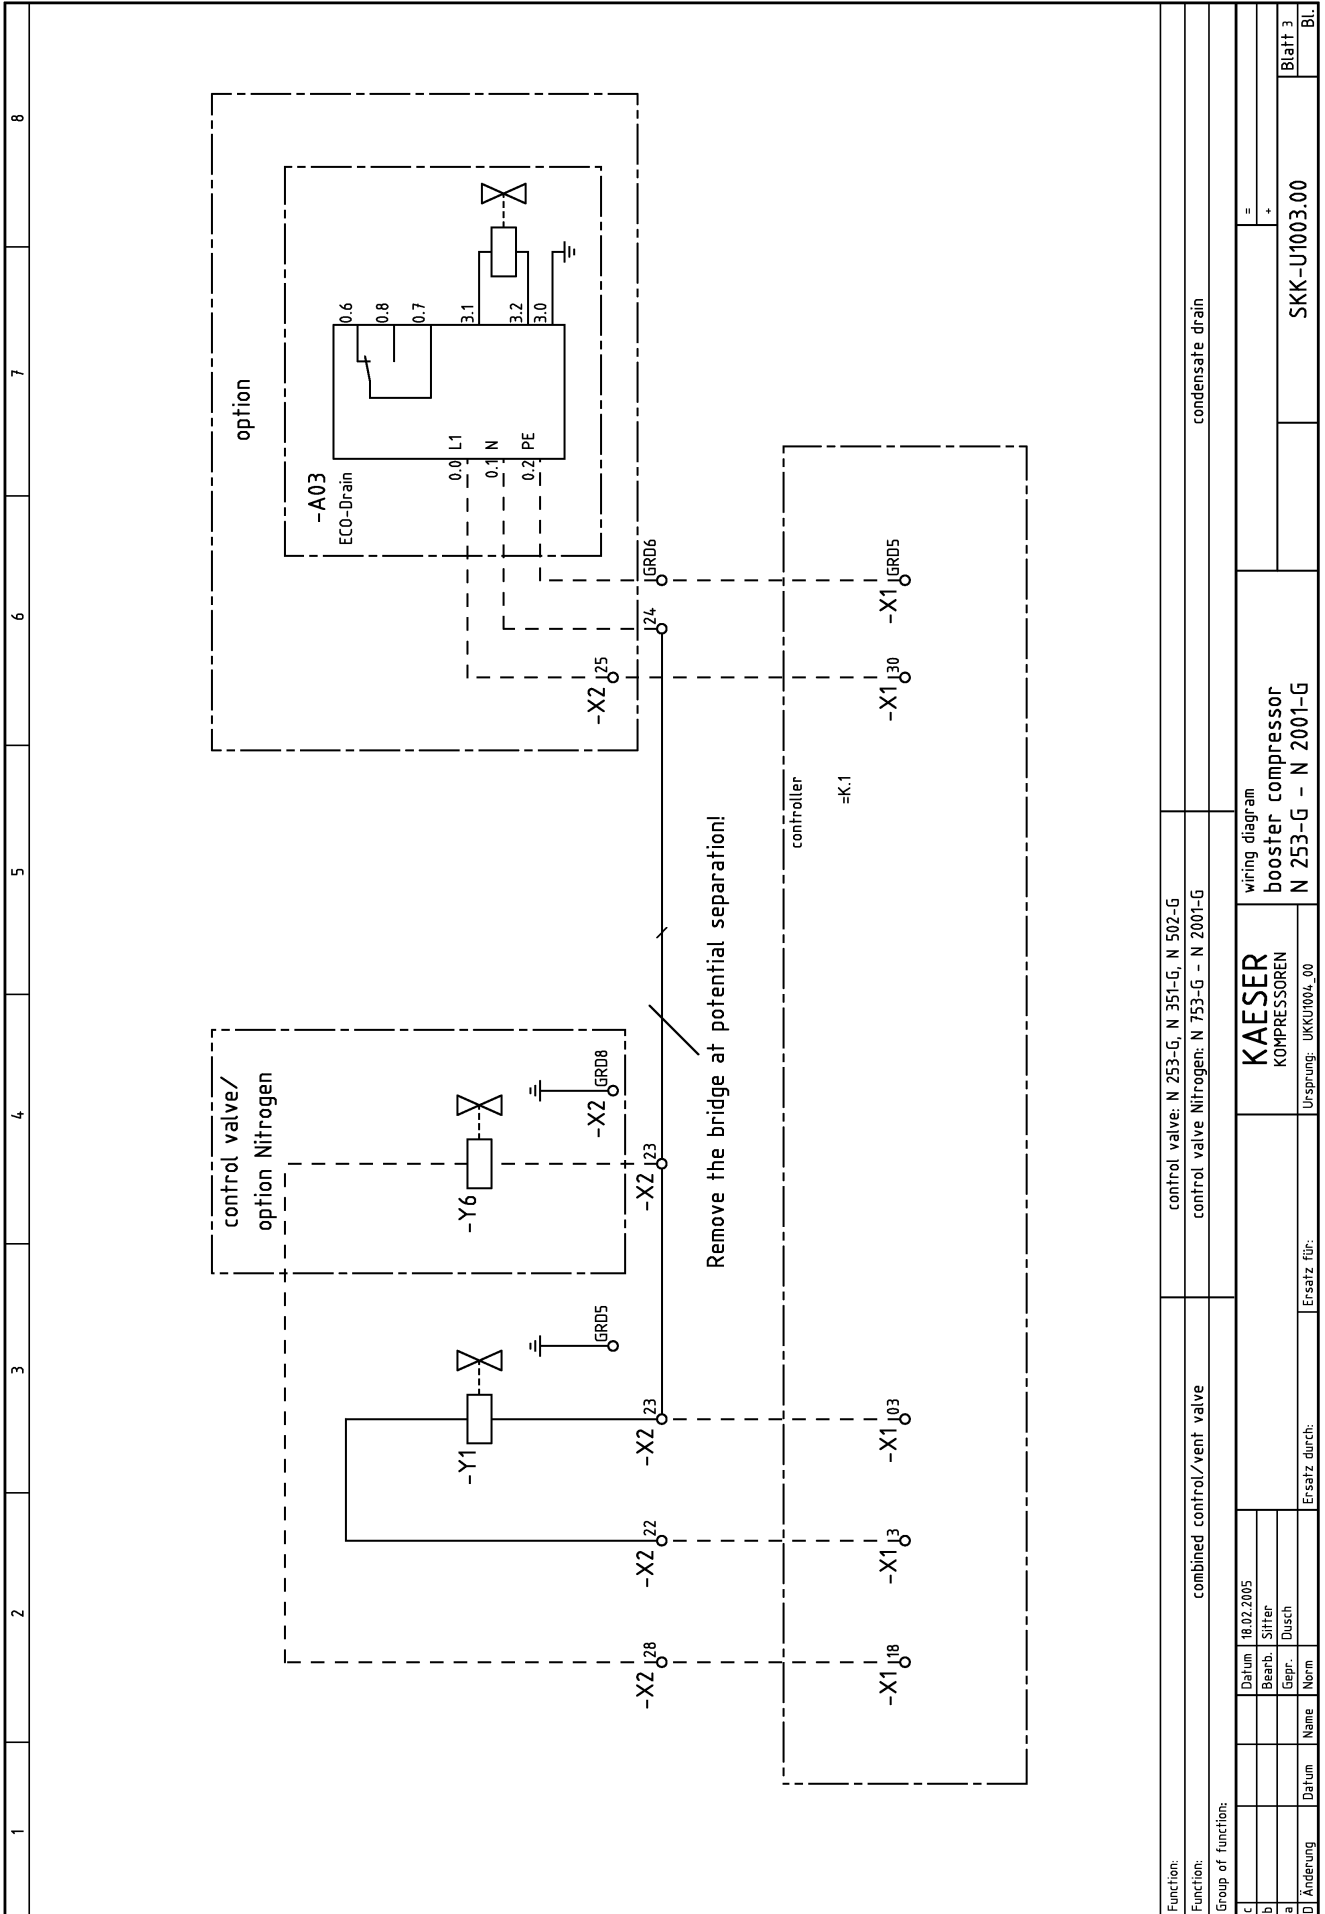 1
2
3
4
5
6
7
8
control valve/
option Nitrogen
option
-A03
ECO-Drain
0.6
0.8
0.7
3.1
3.2
3.0
0.0 L1
0.1 N
0.2 PE
-Y1
-Y6
GRD5
-X2 GRD8
-X2 25
-X2 28
-X2 22
-X2 23
-X2 23
24
GRD6
Remove the bridge at potential separation!
controller
=K.1
-X1 18
-X1 3
-X1 03
-X1 30
-X1 GRD5
Function:
control valve: N 253-G, N 351-G, N 502-G
Function:
combined control/vent valve
control valve Nitrogen: N 753-G - N 2001-G
condensate drain
Group of function:
c
Datum 18.02.2005
b
Bearb. Sitter
a
Gepr. Dusch
D Änderung Datum Name Norm
Ersatz durch:
Ersatz für:
KAESER
KOMPRESSOREN
Ursprung: UKKU1004_00
wiring diagram
booster compressor
N 253-G - N 2001-G
=
+
SKK-U1003.00
Blatt 3
Bl.